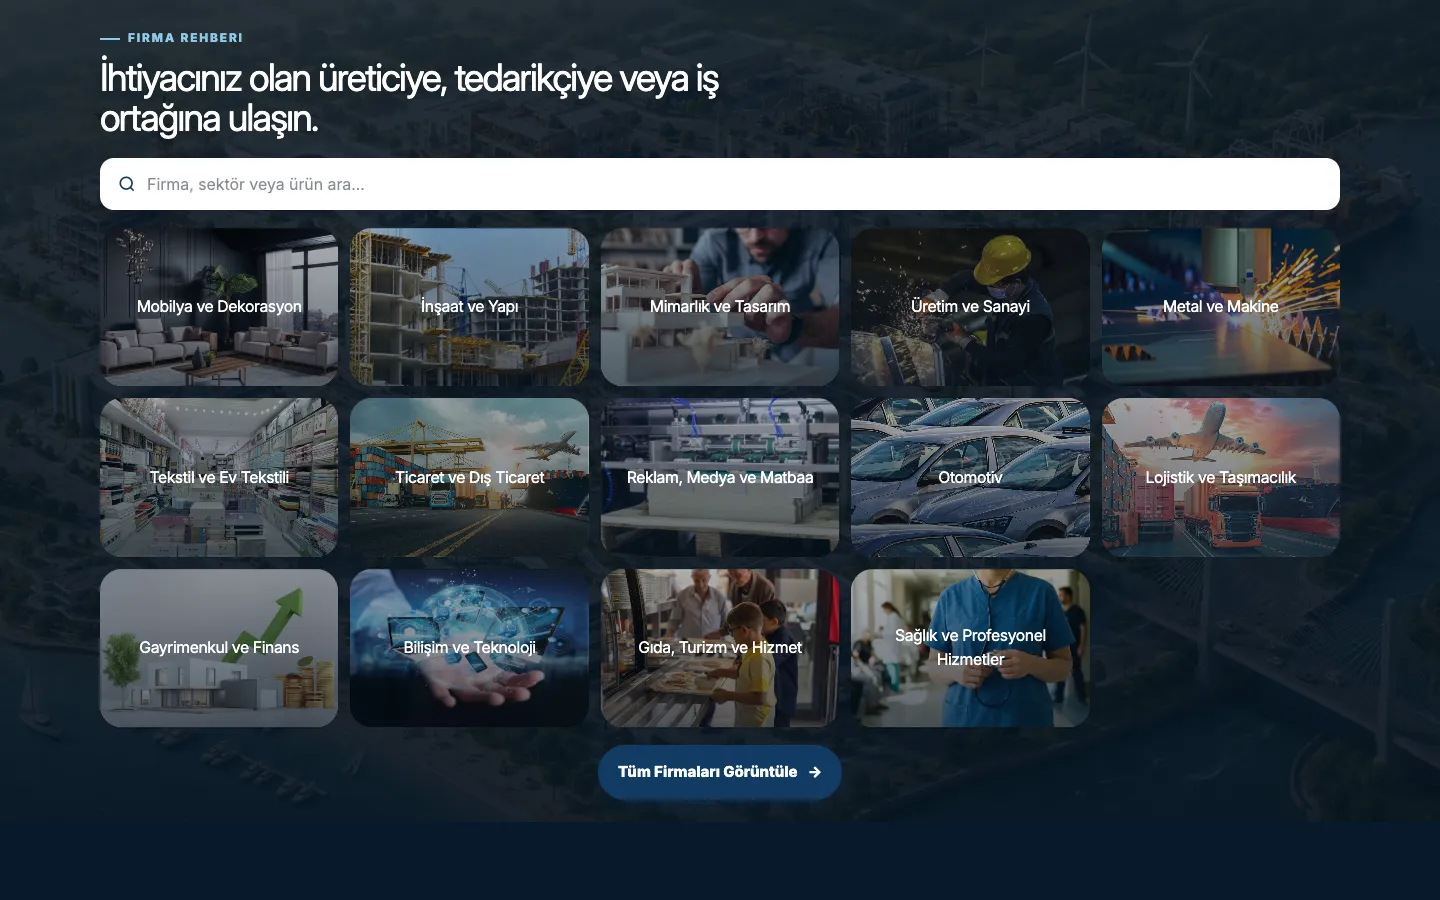 FIRMA REHBERI
İhtiyacınız olan üreticiye, tedarikçiye veya iş
ortağına ulaşın.
Firma, sektör veya ürün ara...
Mobilya ve Dekorasyon
İnşaat ve Yapı
Mimarlık ve Tasarım
Üretim ve Sanayi
Metal ve Makine
Tekstil ve Ev Tekstili
Ticaret ve Dış Ticaret
Reklam, Medya ve Matbaa
Otomotiv
Lojistik ve Taşımacılık
Gayrimenkul ve Finans
Bilişim ve Teknoloji
Gıda, Turizm ve Hizmet
Sağlık ve Profesyonel
Hizmetler
Tüm Firmaları Görüntüle →